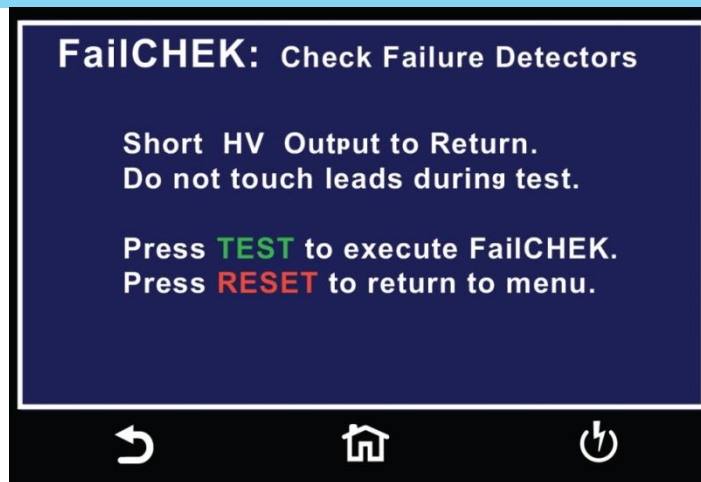 FailCHEK: Check Failure Detectors
Short HV Output to Return.
Do not touch leads during test.
Press TEST to execute FailCHEK.
Press RESET to return to menu.